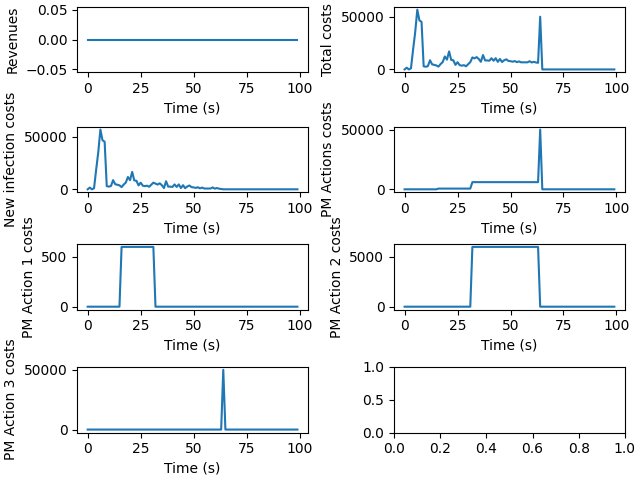 Revenues
0.05
0.00
−0.05
0 25 50 75 100
Time (s)
Total costs
50000
0
0 25 50 75 100
Time (s)
New infection costs
50000
0
0 25 50 75 100
Time (s)
PM Actions costs
50000
0
0 25 50 75 100
Time (s)
PM Action 1 costs
500
0
0 25 50 75 100
Time (s)
PM Action 2 costs
5000
0
0 25 50 75 100
Time (s)
PM Action 3 costs
50000
0
0 25 50 75 100
Time (s)
1.0
0.5
0.0
0.0 0.2 0.4 0.6 0.8 1.0